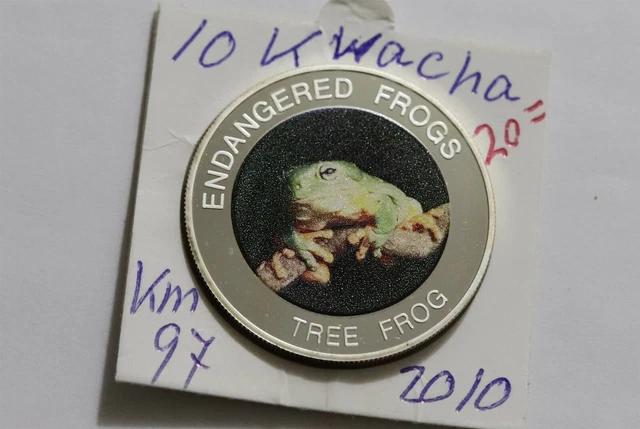 10 Kwacha
20"
ENDANGERED FROGS
TREE FROG
Km
97
2010